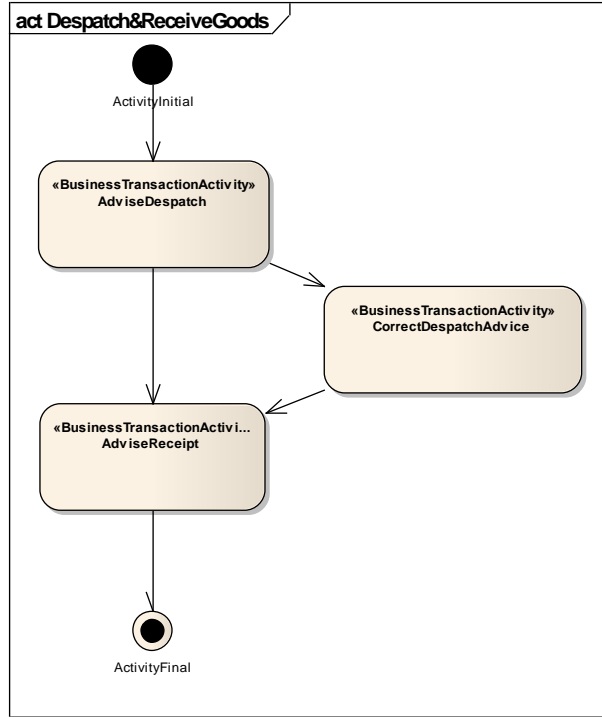 act Despatch&ReceiveGoods
ActivityInitial
«BusinessTransactionActivity»
AdviseDespatch
«BusinessTransactionActivity»
CorrectDespatchAdvice
«BusinessTransactionActivi...
AdviseReceipt
ActivityFinal